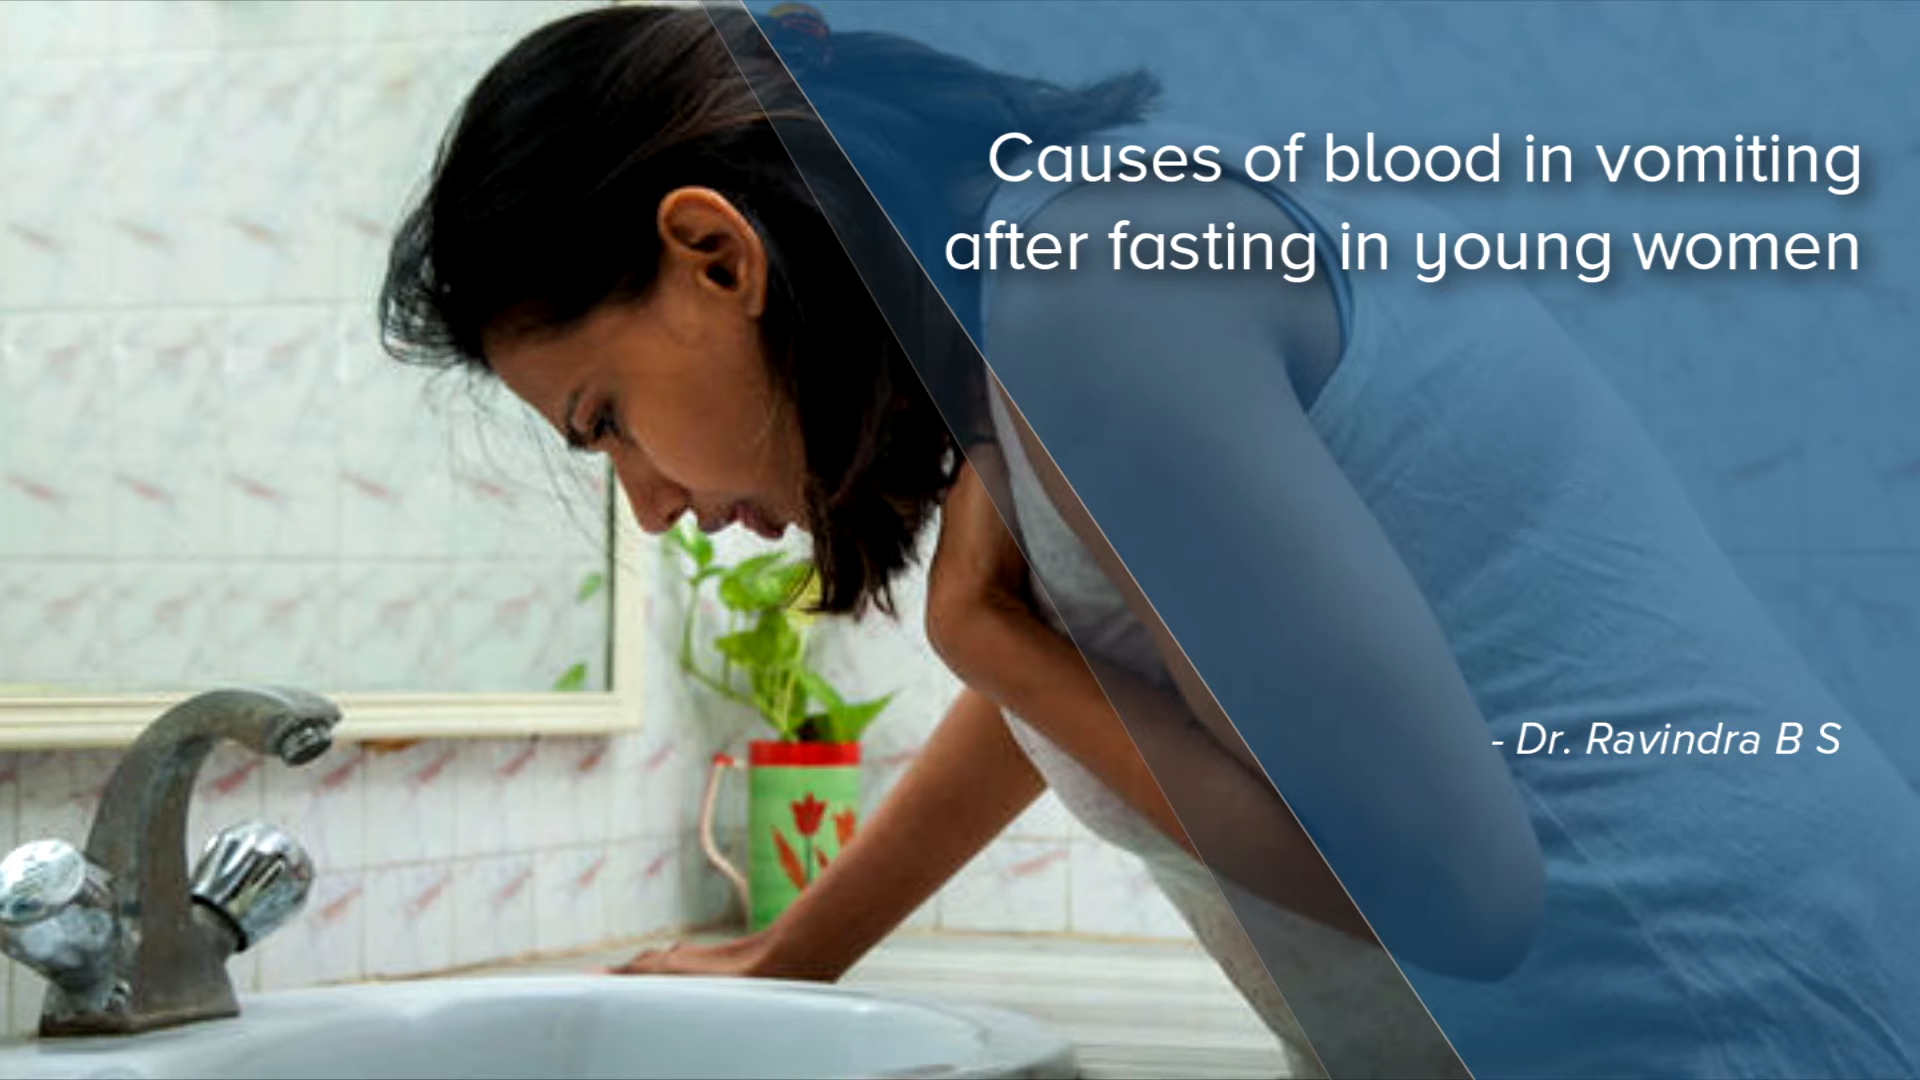 Causes of blood in vomiting
after fasting in young women
- Dr. Ravindra B S